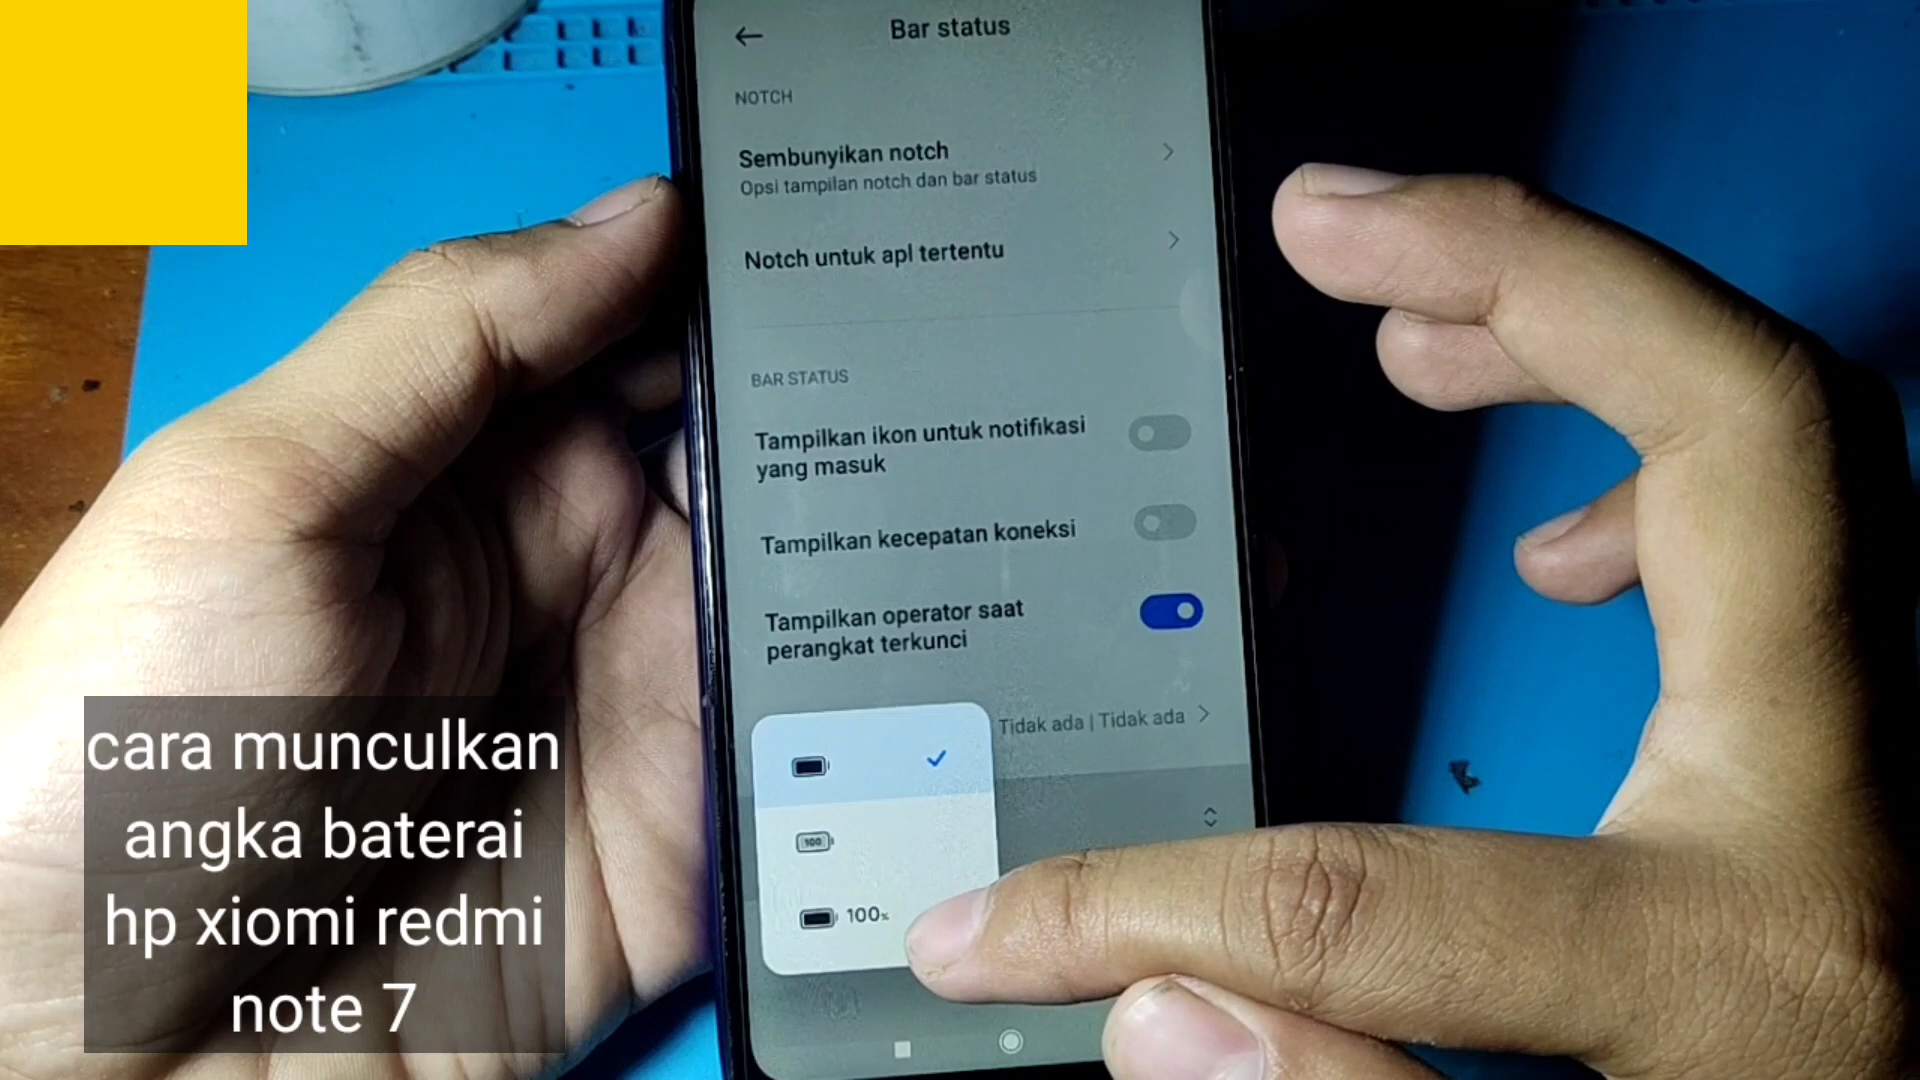 Bar status
NOTCH
Sembunyikan notch
Opsi tampilan notch dan bar status
Notch untuk apl tertentu
BAR STATUS
Tampilkan ikon untuk notifikasi
yang masuk
Tampilkan kecepatan koneksi
Tampilkan operator saat
perangkat terkunci
Tidak ada | Tidak ada
100
100%
cara munculkan
angka baterai
hp xiomi redmi
note 7